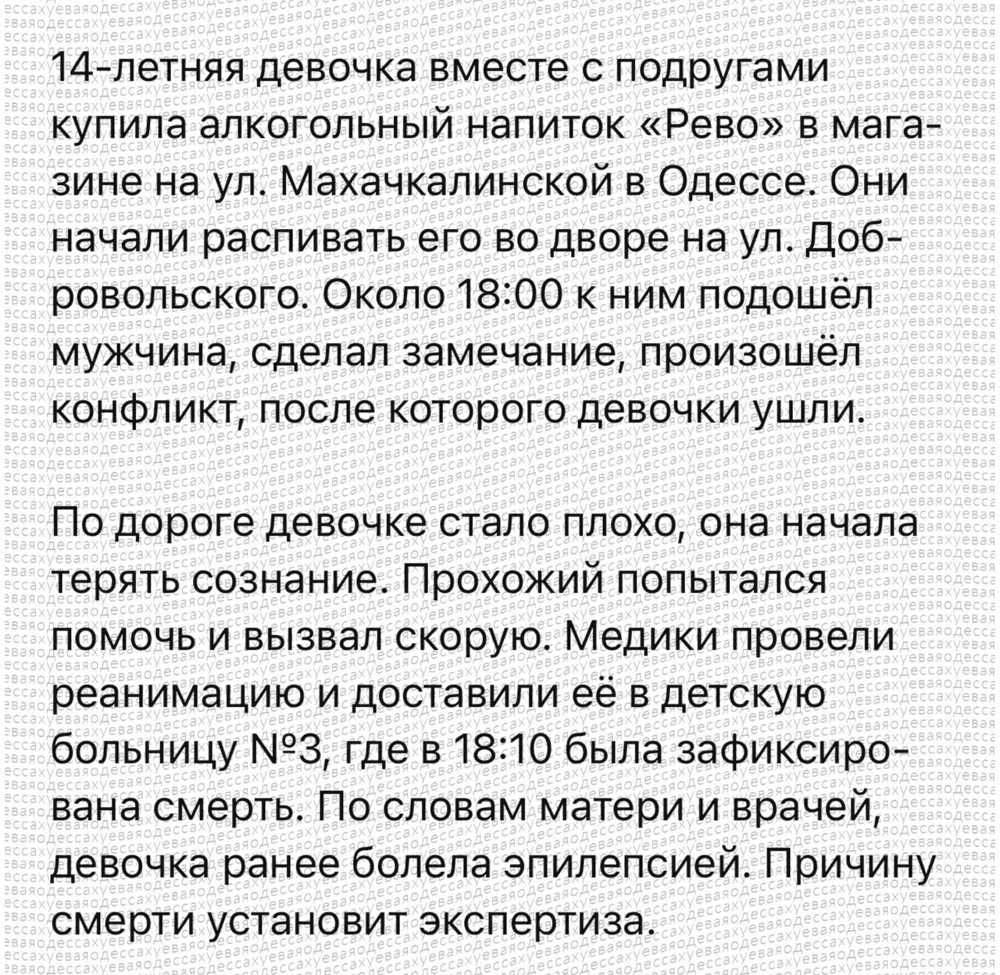 14-летняя девочка вместе с подругами
купила алкогольный напиток «Рево» в мага-
зине на ул. Махачкалинской в Одессе. Они
начали распивать его во дворе на ул. Доб-
ровольского. Около 18:00 к ним подошёл
мужчина, сделал замечание, произошёл
конфликт, после которого девочки ушли.

По дороге девочке стало плохо, она начала
терять сознание. Прохожий попытался
помочь и вызвал скорую. Медики провели
реанимацию и доставили её в детскую
больницу №3, где в 18:10 была зафиксиро-
вана смерть. По словам матери и врачей,
девочка ранее болела эпилепсией. Причину
смерти установит экспертиза.